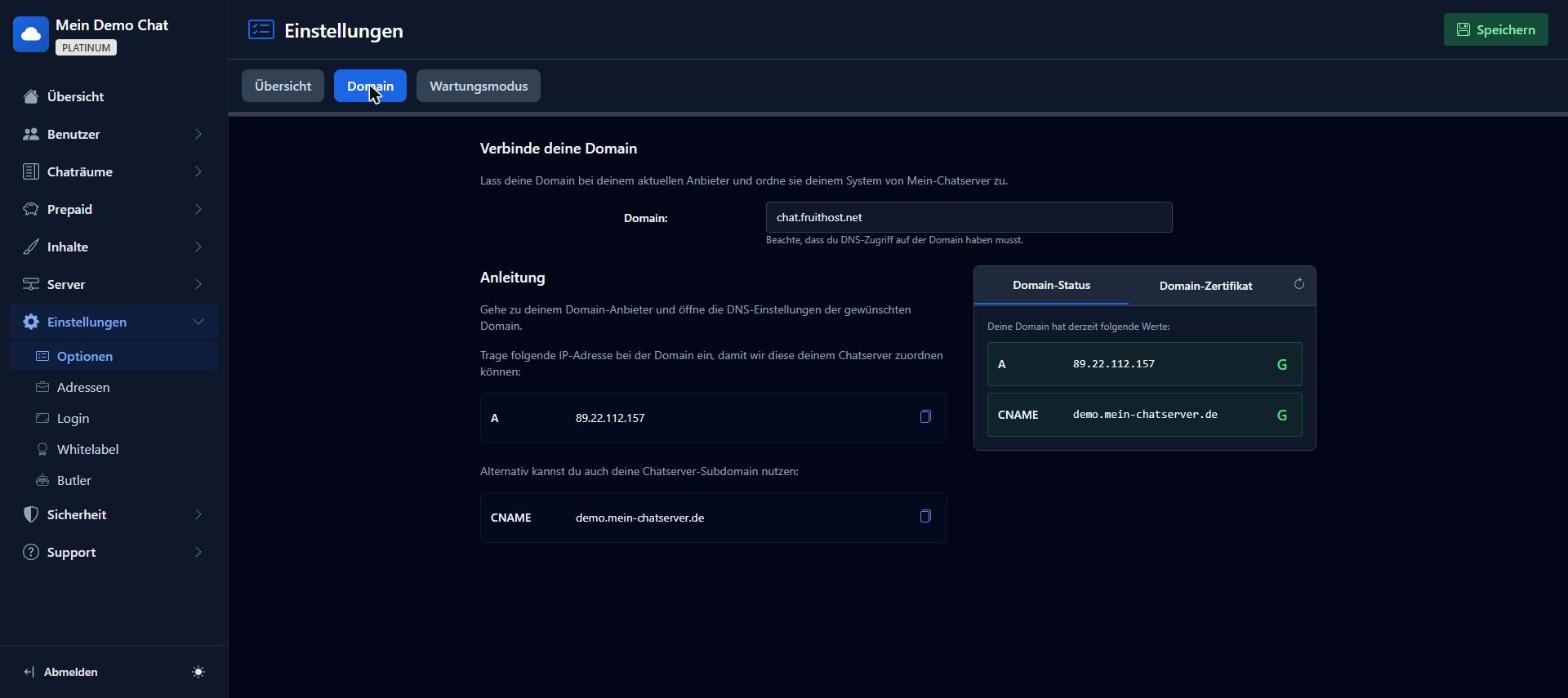 Mein Demo Chat
PLATINUM
Übersicht
Benutzer
Chaträume
Prepaid
Inhalte
Server
Einstellungen
Optionen
Adressen
Login
Whitelabel
Butler
Sicherheit
Support
Abmelden
Einstellungen
Speichern
Übersicht
Domain
Wartungsmodus
Verbinde deine Domain
Lass deine Domain bei deinem aktuellen Anbieter und ordne sie deinem System von Mein-Chatserver zu.
Domain:
chat.fruithost.net
Beachte, dass du DNS-Zugriff auf der Domain haben musst.
Anleitung
Gehe zu deinem Domain-Anbieter und öffne die DNS-Einstellungen der gewünschten
Domain.
Trage folgende IP-Adresse bei der Domain ein, damit wir diese deinem Chatserver zuordnen
können:
A 89.22.112.157
Alternativ kannst du auch deine Chatserver-Subdomain nutzen:
CNAME demo.mein-chatserver.de
Domain-Status
Domain-Zertifikat
Deine Domain hat derzeit folgende Werte:
A 89.22.112.157 G
CNAME demo.mein-chatserver.de G